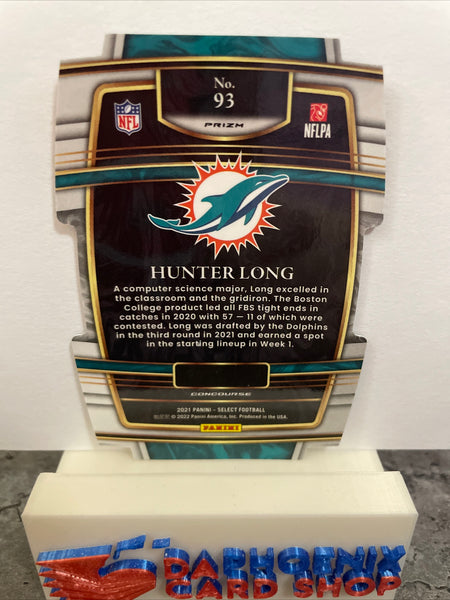 No.
93
PRIZM
NFL
NFLPA
HUNTER LONG
A computer science major, Long excelled in
the classroom and the gridiron. The Boston
College product led all FBS tight ends in
catches in 2020 with 57 — 11 of which were
contested. Long was drafted by the Dolphins
in the third round in 2021 and earned a spot
in the starting lineup in Week 1.
CONCOURSE
2021 PANINI – SELECT FOOTBALL
© 2022 Panini America, Inc. Produced in the USA.
PANINI
DAPHOENIX
CARD SHOP